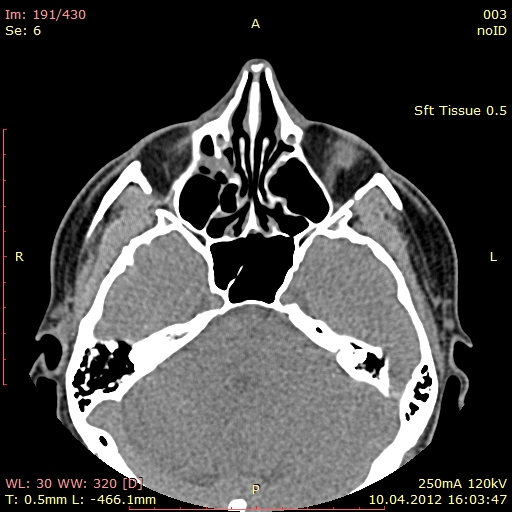 Im: 191/430
Se: 6
A
003
noID
Sft Tissue 0.5
R
L
WL: 30 WW: 320 [D]
T: 0.5mm L: -466.1mm
P
250mA 120kV
10.04.2012 16:03:47